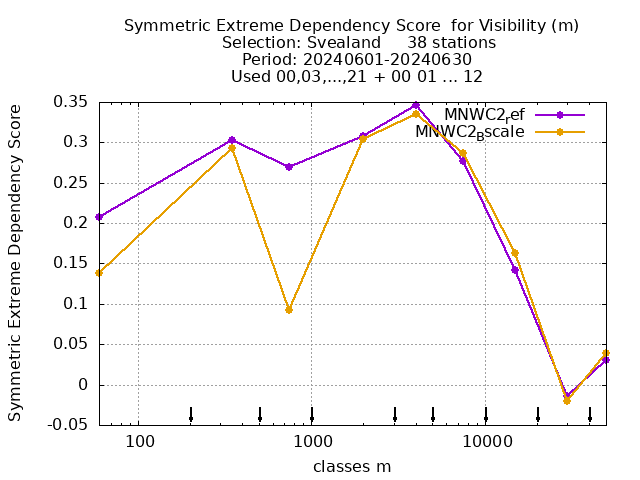 Symmetric Extreme Dependency Score  for Visibility (m)
Selection: Svealand     38 stations
Period: 20240601-20240630
Used 00,03,...,21 + 00 01 ... 12
MNWC2ref
MNWC2Bscale
Symmetric Extreme Dependency Score
0.35
0.3
0.25
0.2
0.15
0.1
0.05
0
-0.05
100
1000
10000
classes m